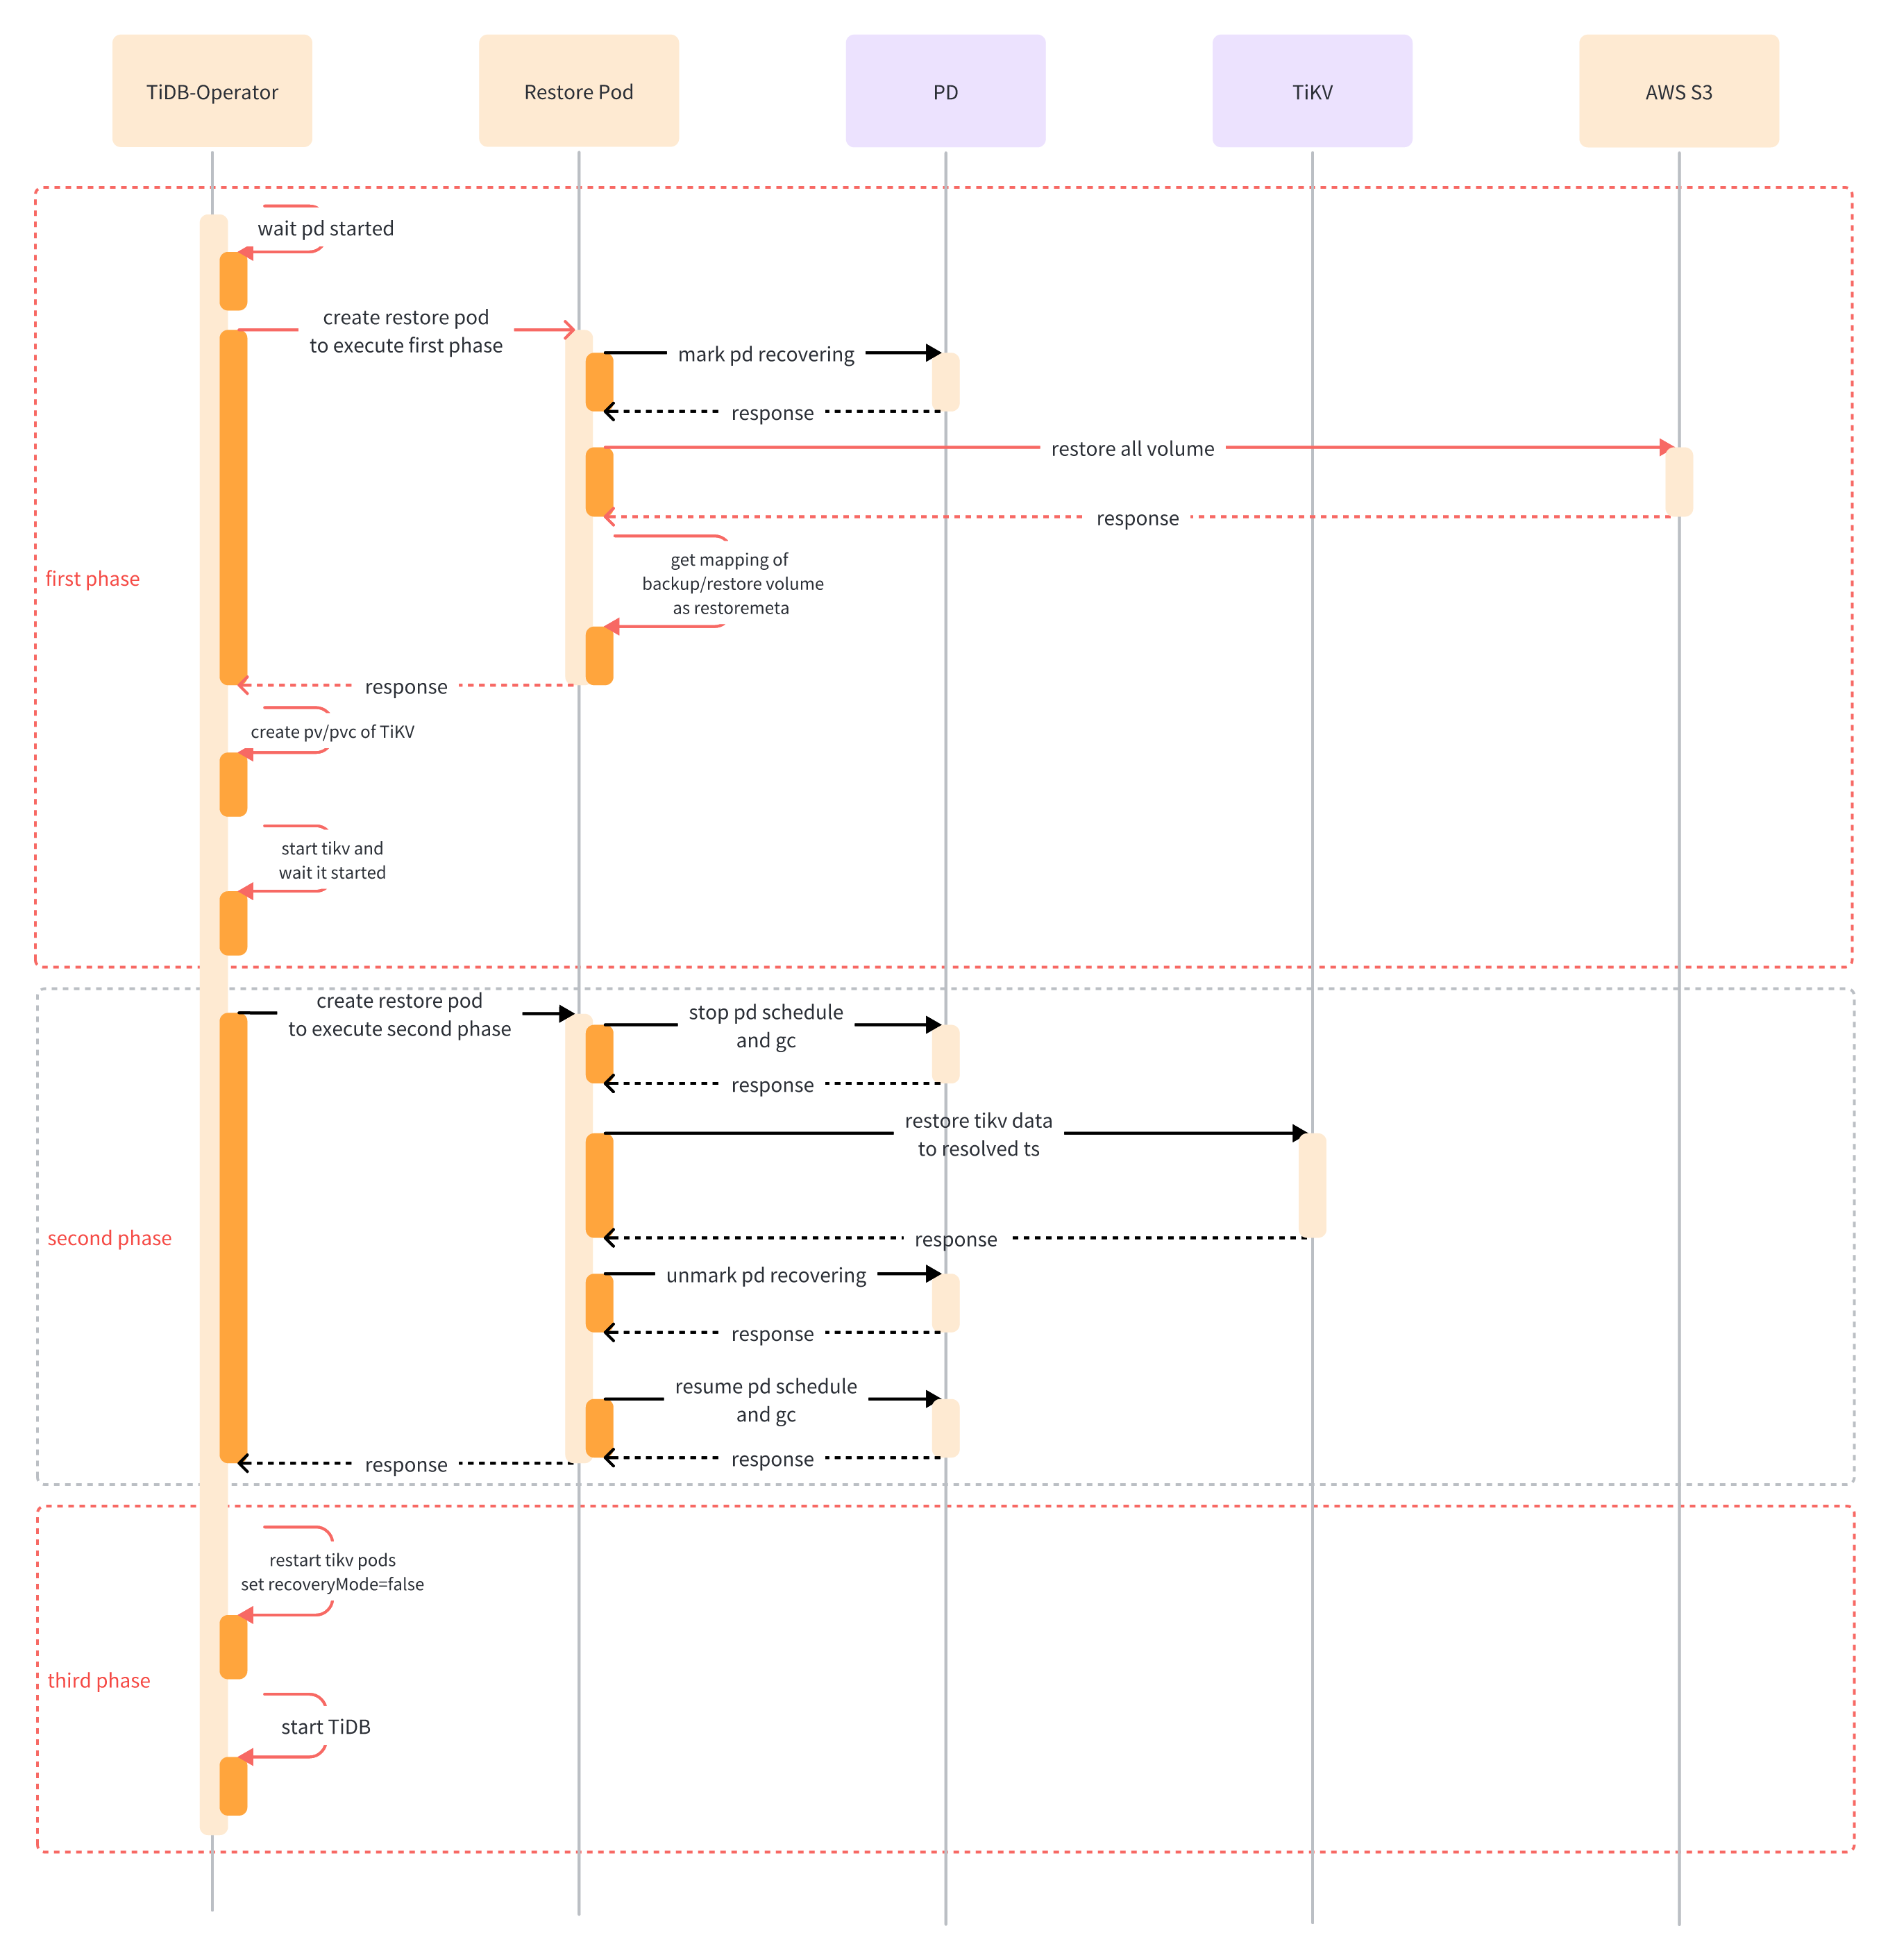 TiDB-Operator
Restore Pod
PD
TiKV
AWS S3
wait pd started
create restore pod
to execute first phase
mark pd recovering
response
restore all volume
response
get mapping of
backup/restore volume
as restoremeta
first phase
response
create pv/pvc of TiKV
start tikv and
wait it started
create restore pod
to execute second phase
stop pd schedule
and gc
response
restore tikv data
to resolved ts
second phase
response
unmark pd recovering
response
resume pd schedule
and gc
response
response
restart tikv pods
set recoveryMode=false
third phase
start TiDB